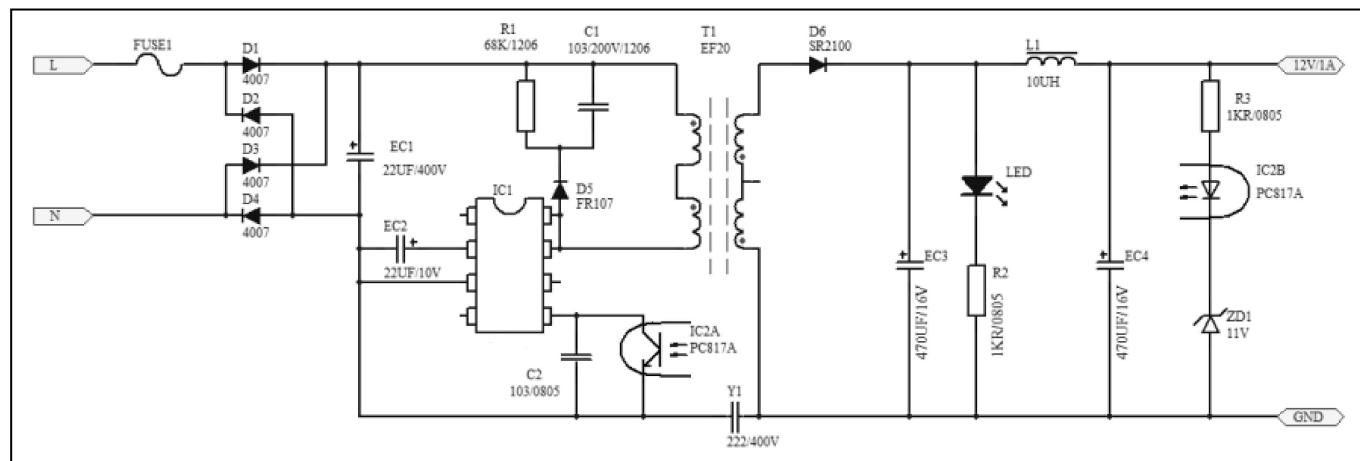 L
FUSE1
D1
4007
D2
4007
D3
4007
D4
4007
N
EC1
22UF/400V
EC2
22UF/10V
R1
68K/1206
C1
103/200V/1206
D5
FR107
IC1
C2
103/0805
IC2A
PC817A
T1
EF20
Y1
222/400V
D6
SR2100
EC3
470UF/16V
LED
R2
1KR/0805
L1
10UH
EC4
470UF/16V
12V/1A
R3
1KR/0805
IC2B
PC817A
ZD1
11V
GND